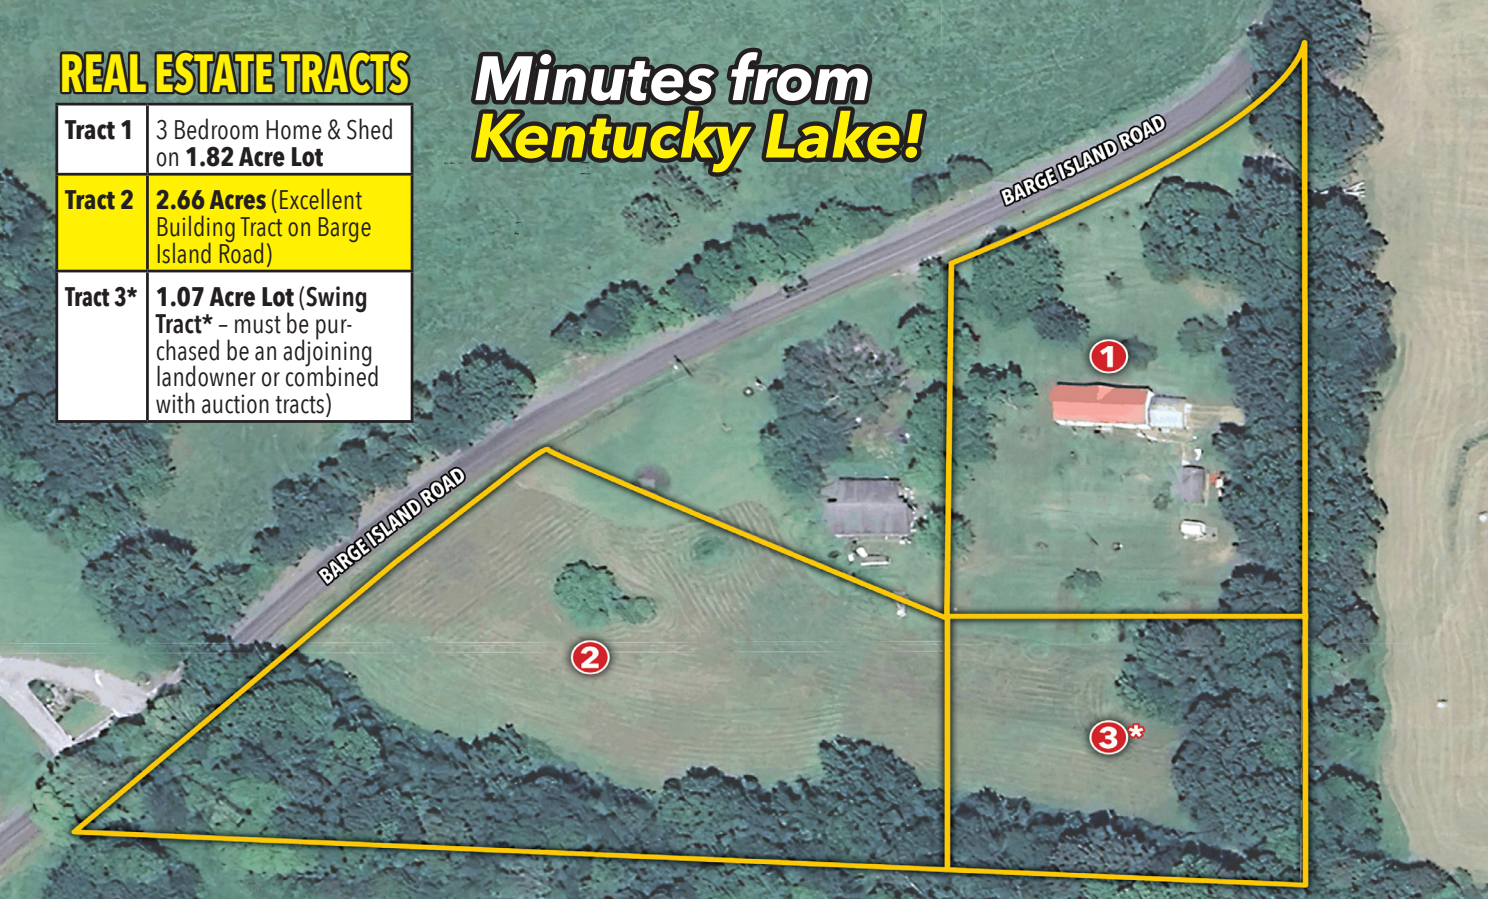 REAL ESTATE TRACTS
Tract 1
3 Bedroom Home & Shed
on 1.82 Acre Lot
Tract 2
2.66 Acres (Excellent
Building Tract on Barge
Island Road)
Tract 3*
1.07 Acre Lot (Swing
Tract* – must be pur-
chased be an adjoining
landowner or combined
with auction tracts)
Minutes from
Kentucky Lake!
BARGE ISLAND ROAD
1
BARGE ISLAND ROAD
2
3*